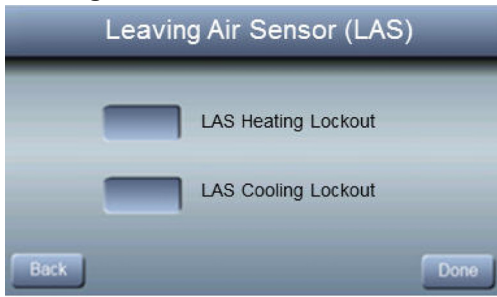 Leaving Air Sensor (LAS)
LAS Heating Lockout
LAS Cooling Lockout
Back
Done